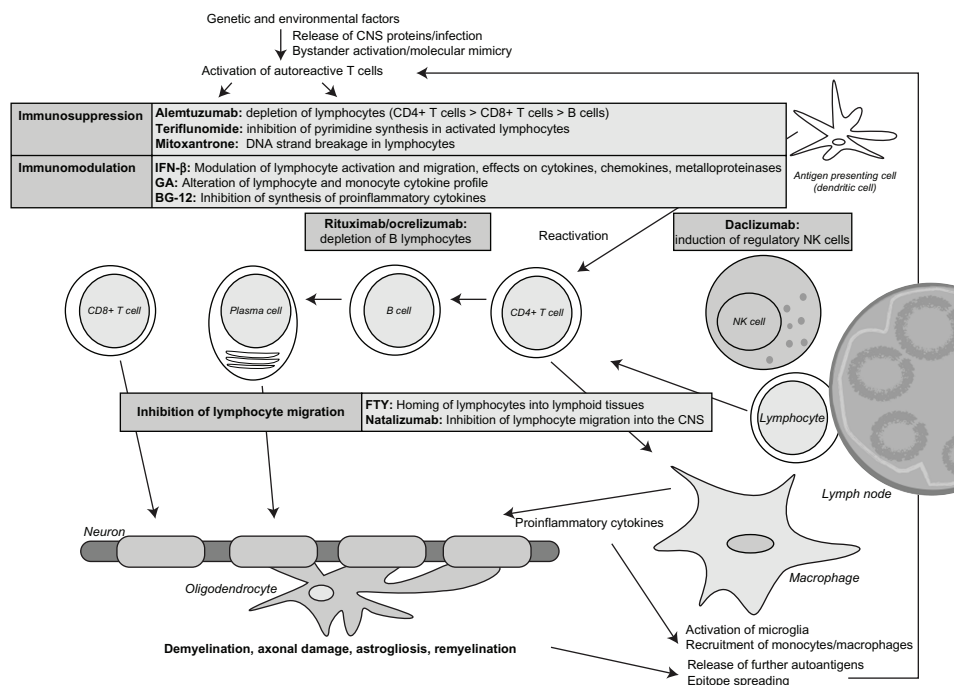 Genetic and environmental factors
Release of CNS proteins/infection
Bystander activation/molecular mimicry
Activation of autoreactive T cells
Immunosuppression
Alemtuzumab: depletion of lymphocytes (CD4+ T cells > CD8+ T cells > B cells)
Teriflunomide: inhibition of pyrimidine synthesis in activated lymphocytes
Mitoxantrone: DNA strand breakage in lymphocytes
Immunomodulation
IFN-β: Modulation of lymphocyte activation and migration, effects on cytokines, chemokines, metalloproteinases
GA: Alteration of lymphocyte and monocyte cytokine profile
BG-12: Inhibition of synthesis of proinflammatory cytokines
Antigen presenting cell
(dendritic cell)
Rituximab/ocrelizumab:
depletion of B lymphocytes
Reactivation
Daclizumab:
induction of regulatory NK cells
CD8+ T cell
Plasma cell
B cell
CD4+ T cell
NK cell
Inhibition of lymphocyte migration
FTY: Homing of lymphocytes into lymphoid tissues
Natalizumab: Inhibition of lymphocyte migration into the CNS
Lymphocyte
Lymph node
Neuron
Proinflammatory cytokines
Oligodendrocyte
Macrophage
Demyelination, axonal damage, astrogliosis, remyelination
Activation of microglia
Recruitment of monocytes/macrophages
Release of further autoantigens
Epitope spreading